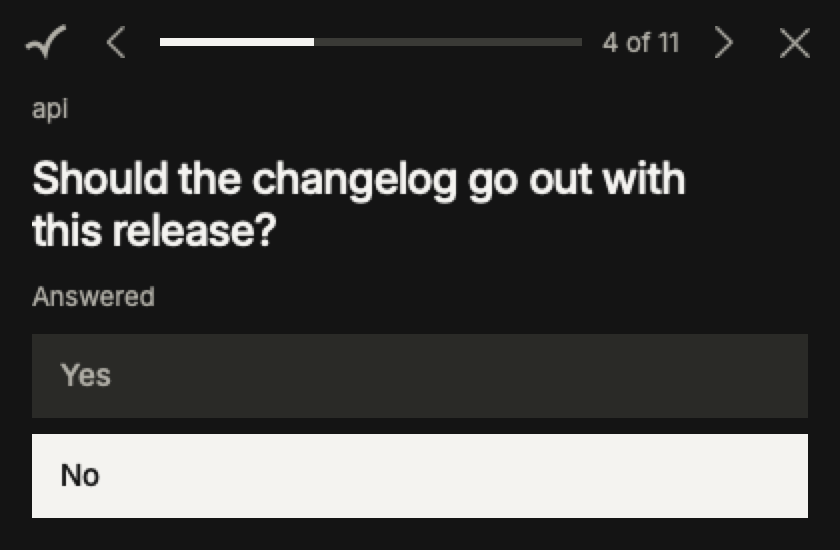 4 of 11
api
Should the changelog go out with
this release?
Answered
Yes
No